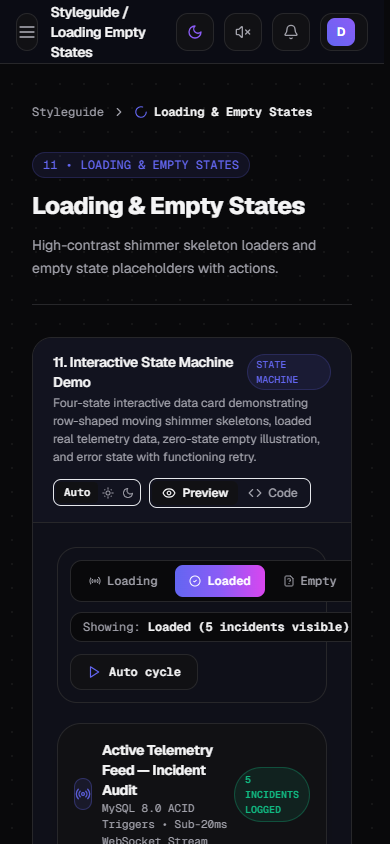 Styleguide /
Loading Empty
States
D
Styleguide > Loading & Empty States
11 • LOADING & EMPTY STATES
Loading & Empty States
High-contrast shimmer skeleton loaders and
empty state placeholders with actions.
11. Interactive State Machine
Demo
STATE
MACHINE
Four-state interactive data card demonstrating
row-shaped moving shimmer skeletons, loaded
real telemetry data, zero-state empty illustration,
and error state with functioning retry.
Auto
Preview
Code
Loading
Loaded
Empty
Showing: Loaded (5 incidents visible)
Auto cycle
Active Telemetry
Feed — Incident
Audit
5
INCIDENTS
LOGGED
MySQL 8.0 ACID
Triggers • Sub-20ms
WebSocket Stream